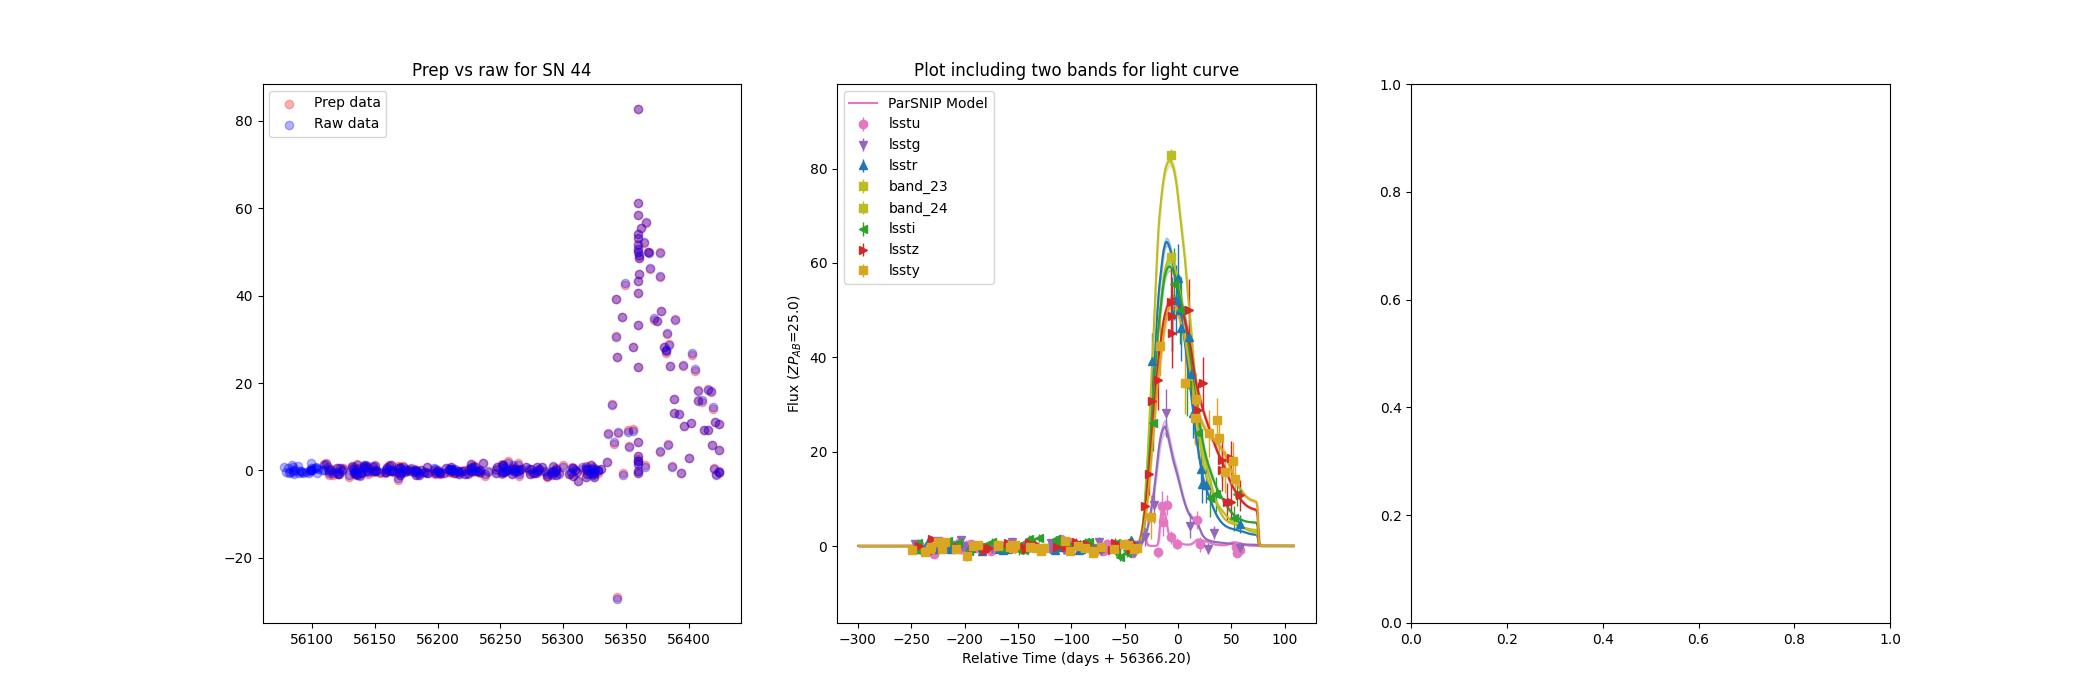 Prep vs raw for SN 44
Prep data
Raw data
80
60
40
20
0
−20
56100 56150 56200 56250 56300 56350 56400
Plot including two bands for light curve
ParSNIP Model
lsstu
lsstg
lsstr
band_23
band_24
lssti
lsstz
lssty
Flux (ZP_AB=25.0)
80
60
40
20
0
−300 −250 −200 −150 −100 −50 0 50 100
Relative Time (days + 56366.20)
1.0
0.8
0.6
0.4
0.2
0.0
0.0 0.2 0.4 0.6 0.8 1.0